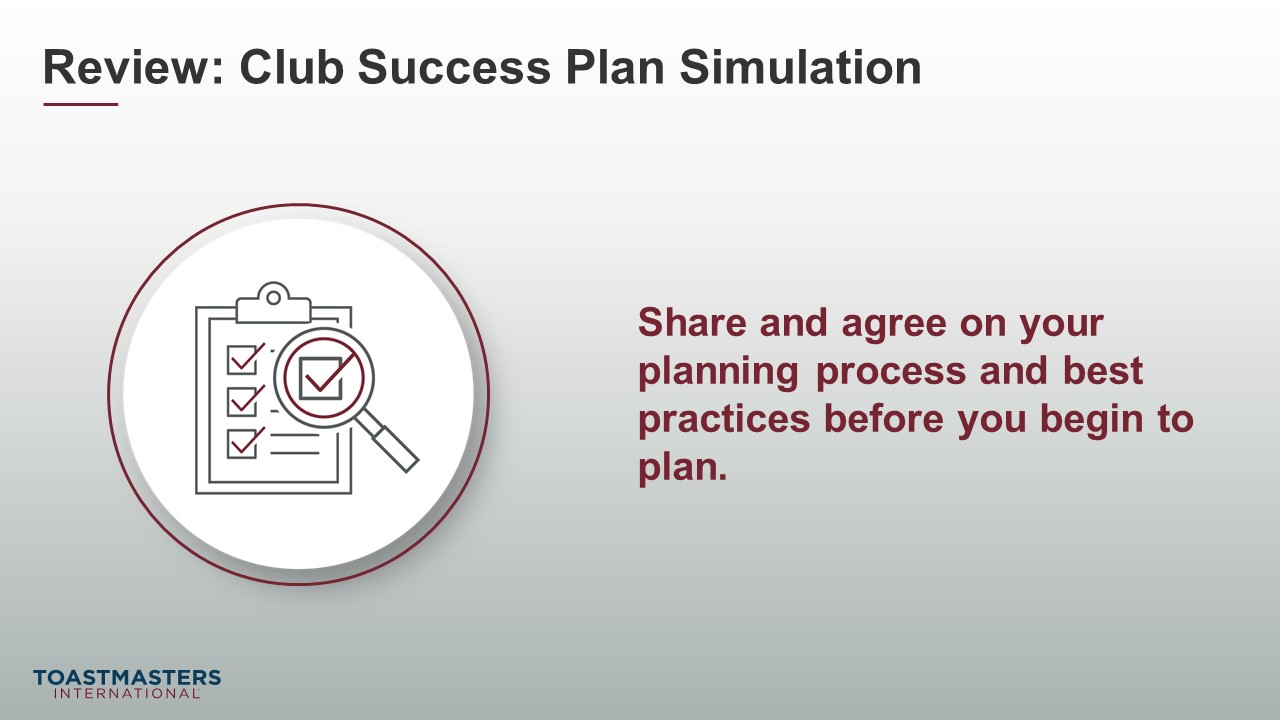 Review: Club Success Plan Simulation
Share and agree on your
planning process and best
practices before you begin to
plan.
TOASTMASTERS
INTERNATIONAL